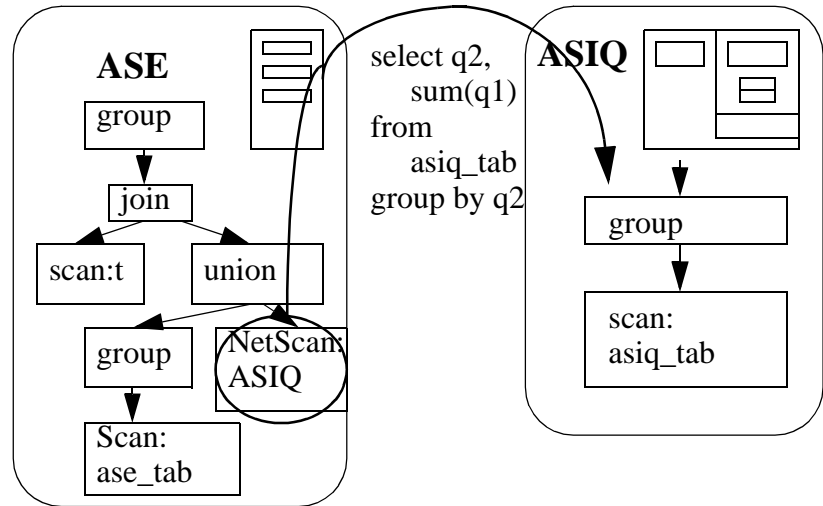 ASE
group
join
scan:t
union
group
NetScan:
ASIQ
Scan:
ase_tab
select q2,
sum(q1)
from
asiq_tab
group by q2
ASIQ
group
scan:
asiq_tab